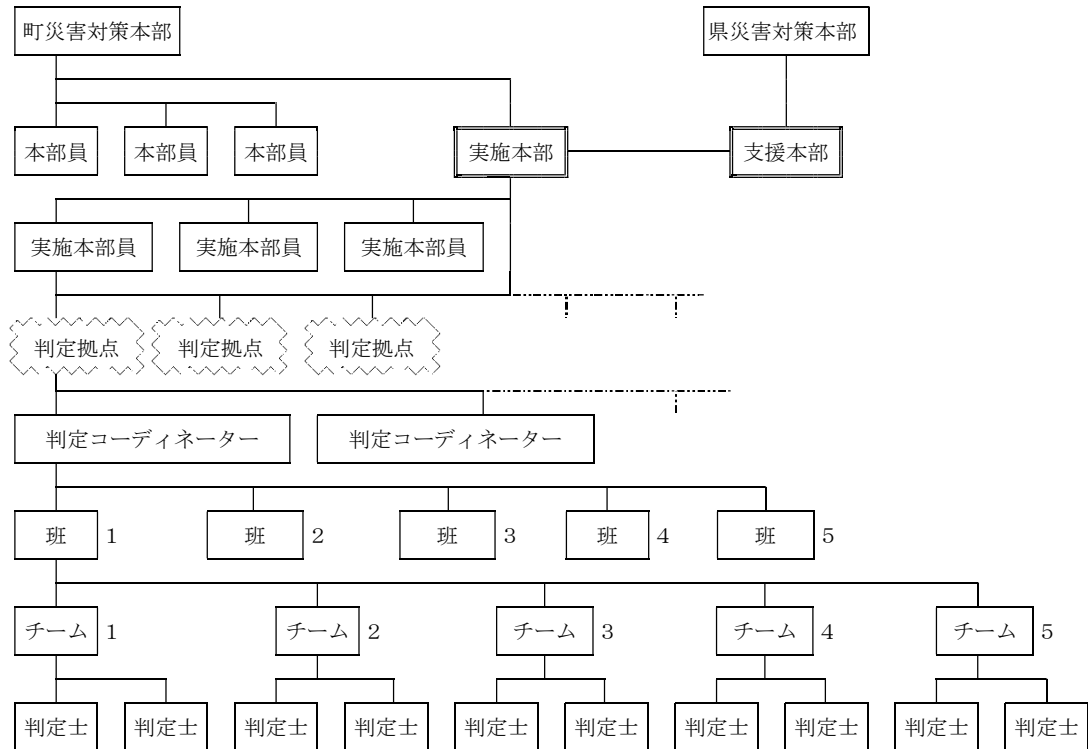 町災害対策本部 県災害対策本部
本部員 本部員 本部員 実施本部 支援本部
実施本部員 実施本部員 実施本部員
判定拠点 判定拠点 判定拠点
判定コーディネーター 判定コーディネーター
班 1 班 2 班 3 班 4 班 5
チーム 1 チーム 2 チーム 3 チーム 4 チーム 5
判定士 判定士 判定士 判定士 判定士 判定士 判定士 判定士 判定士 判定士